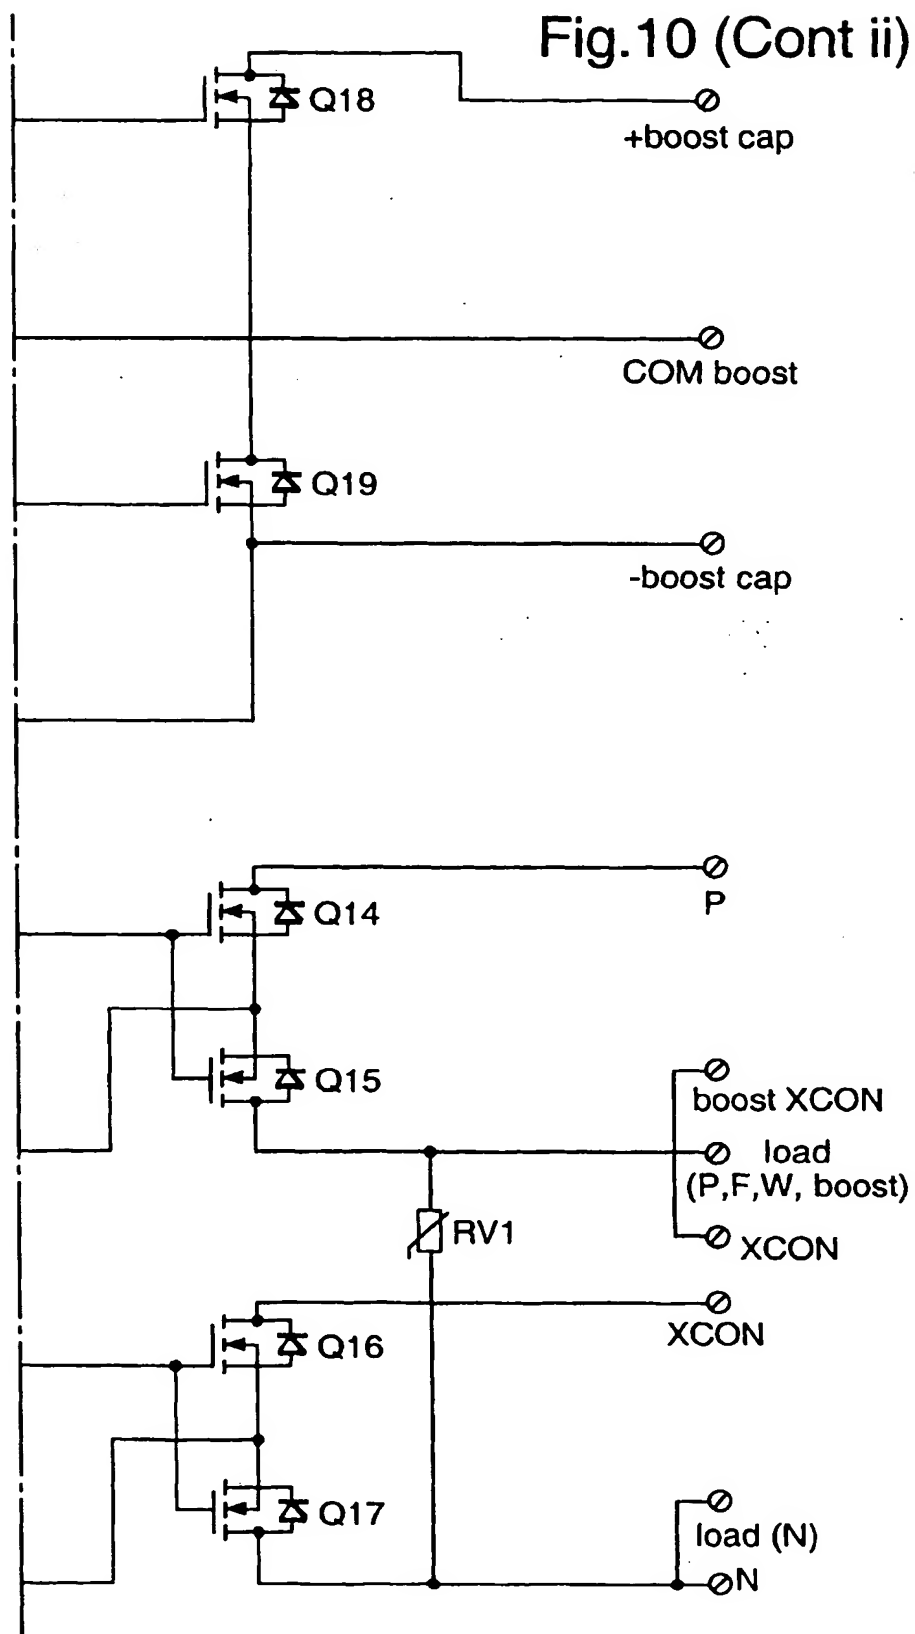 Fig.10 (Cont ii)
Q18
+boost cap
COM boost
Q19
-boost cap
Q14
P
Q15
boost XCON
load
(P,F,W, boost)
RV1
XCON
Q16
XCON
Q17
load (N)
N